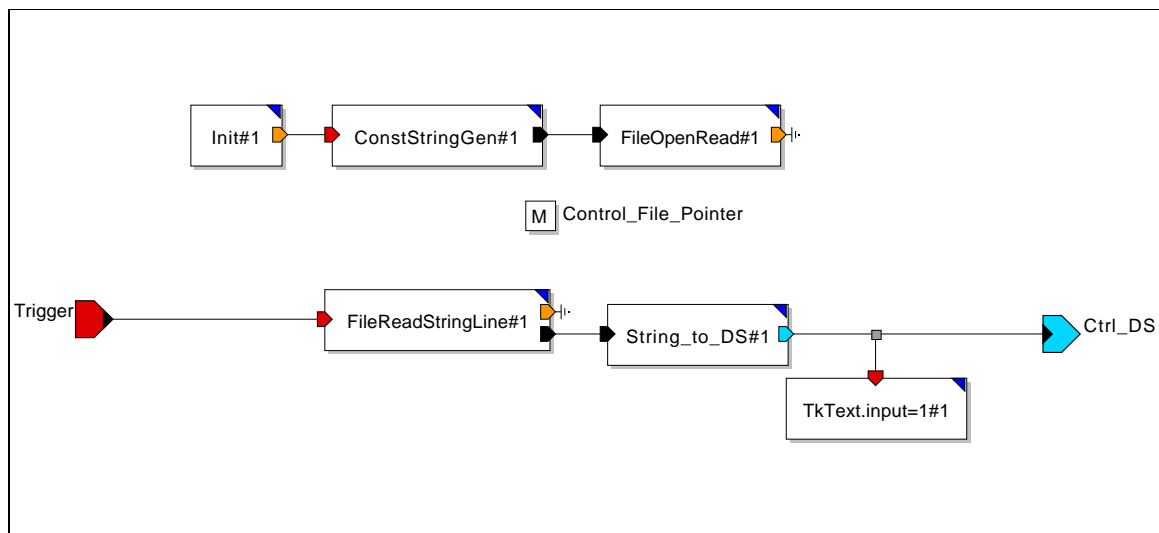 Init#1
ConstStringGen#1
FileOpenRead#1
M
Control_File_Pointer
Trigger
FileReadStringLine#1
String_to_DS#1
Ctrl_DS
TkText.input=1#1